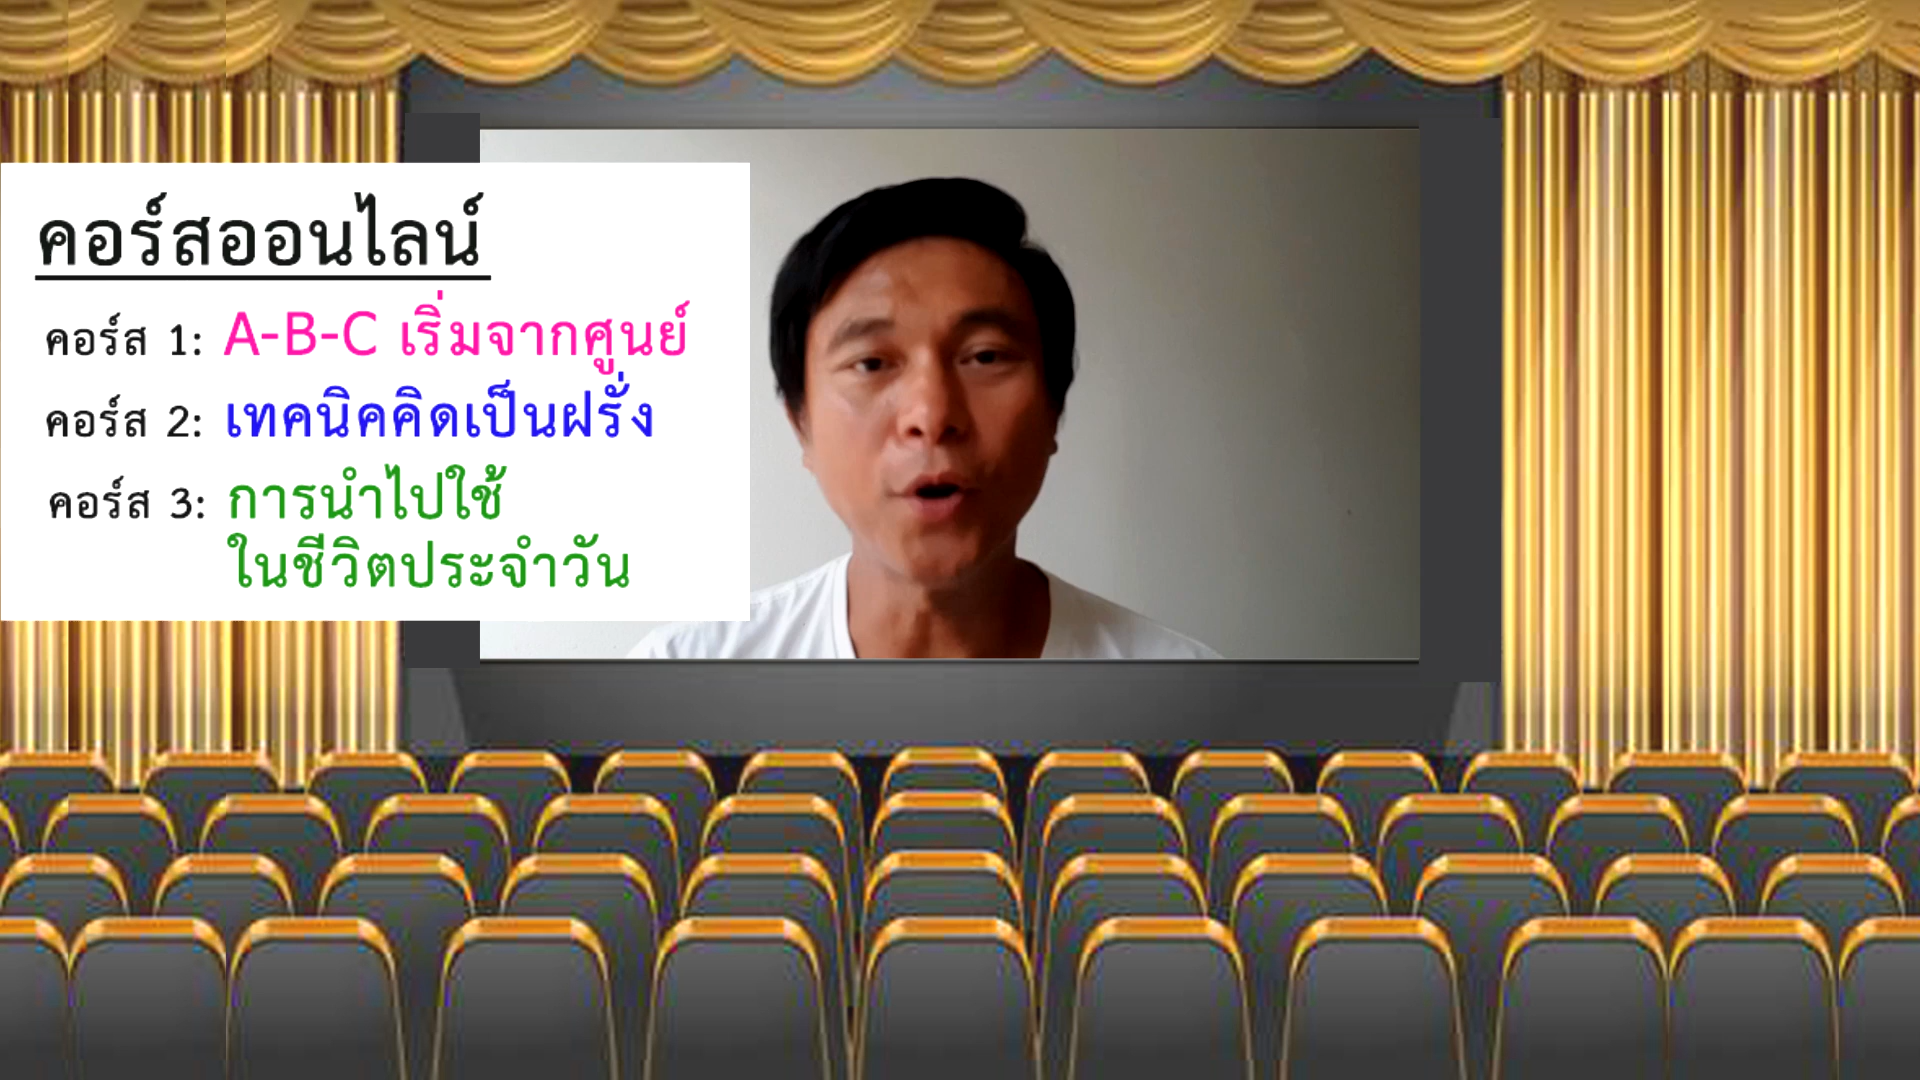 คอร์สออนไลน์
คอร์ส 1: A-B-C เริ่มจากศูนย์
คอร์ส 2: เทคนิคคิดเป็นฝรั่ง
คอร์ส 3: การนำไปใช้
ในชีวิตประจำวัน